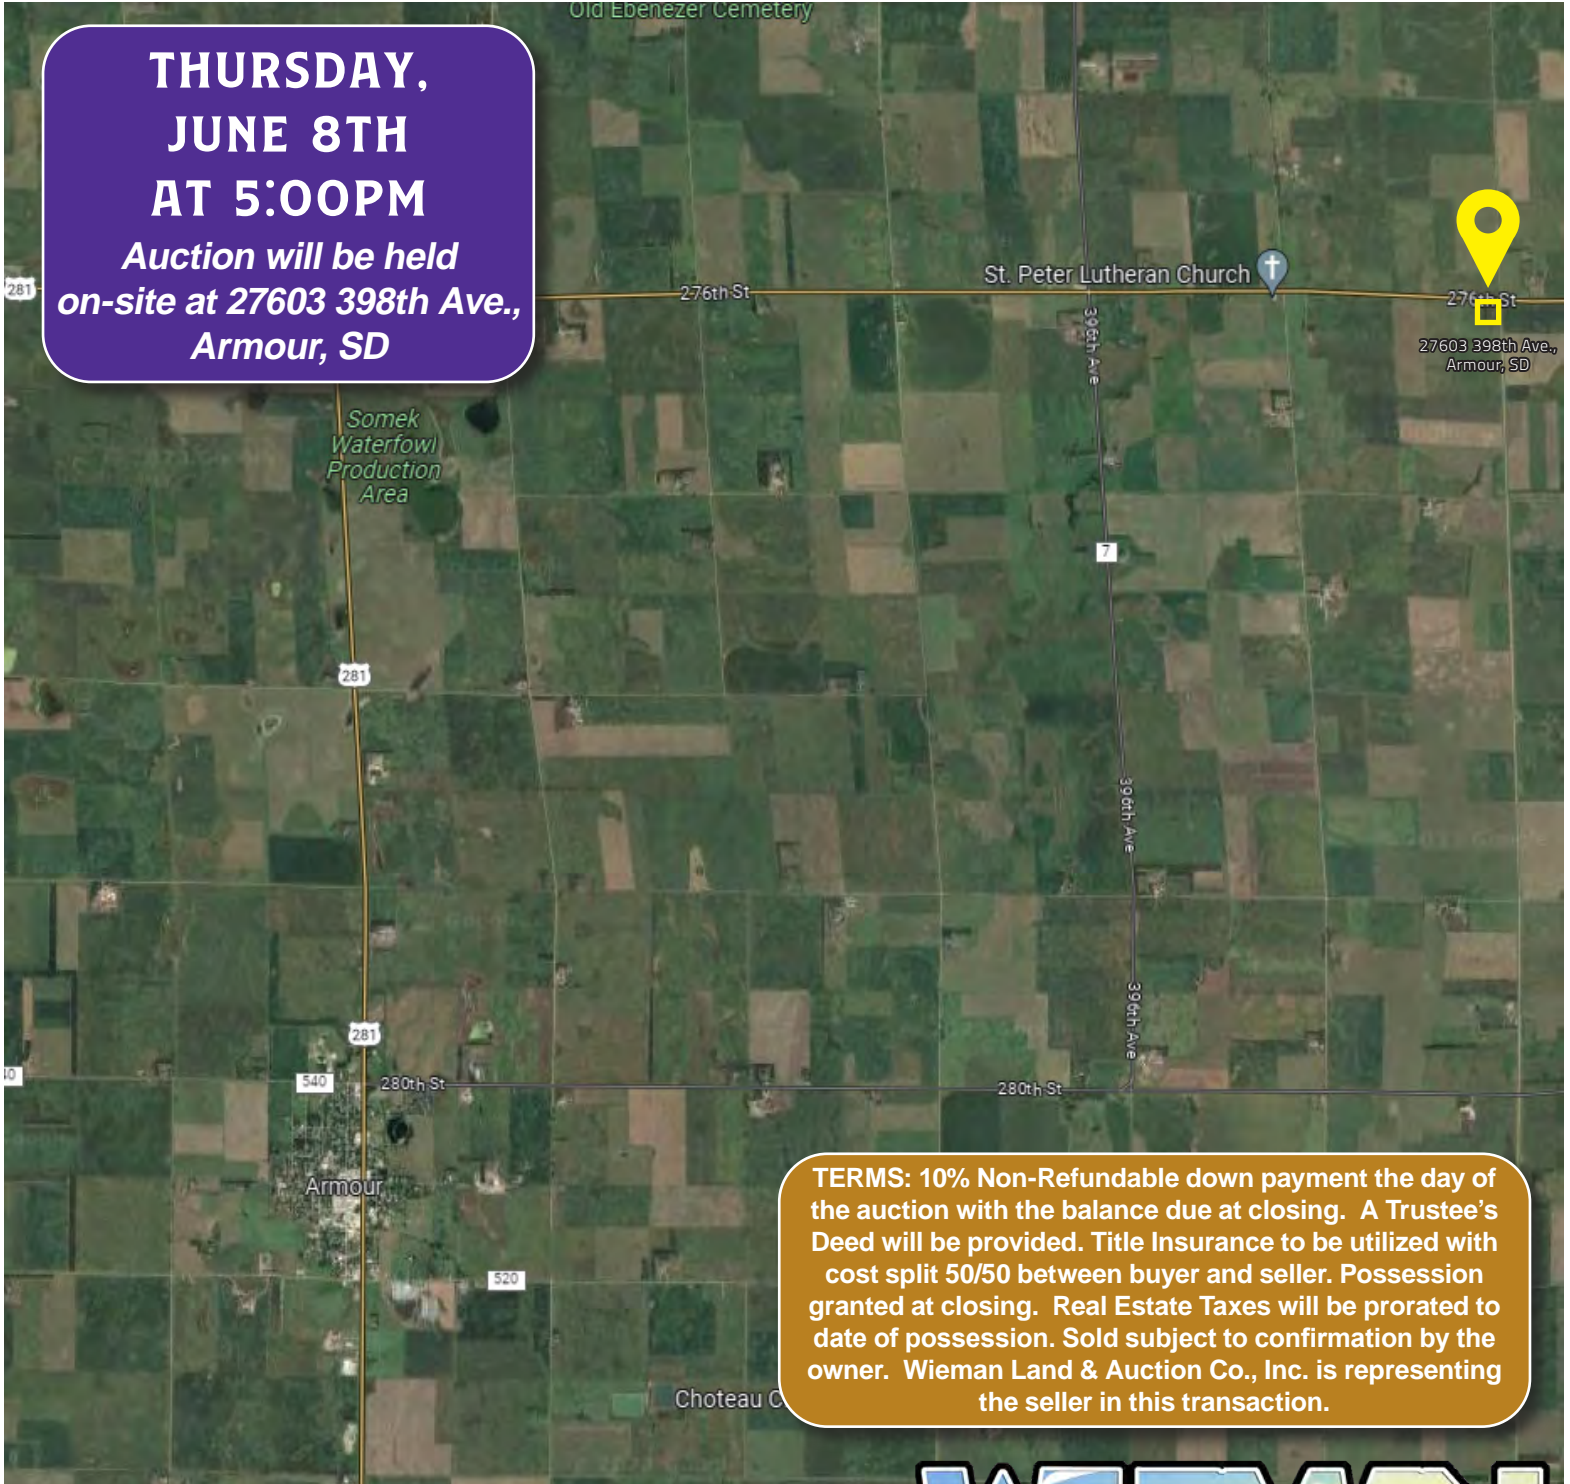 Old Ebenezer Cemetery
THURSDAY,
JUNE 8TH
AT 5:00PM
Auction will be held
on-site at 27603 398th Ave.,
Armour, SD
281
276th St
St. Peter Lutheran Church
276th St
27603 398th Ave.,
Armour, SD
396th Ave
Somek
Waterfowl
Production
Area
7
281
396th Ave
396th Ave
281
540
280th St
280th St
Armour
520
Choteau
TERMS: 10% Non-Refundable down payment the day of
the auction with the balance due at closing. A Trustee's
Deed will be provided. Title Insurance to be utilized with
cost split 50/50 between buyer and seller. Possession
granted at closing. Real Estate Taxes will be prorated to
date of possession. Sold subject to confirmation by the
owner. Wieman Land & Auction Co., Inc. is representing
the seller in this transaction.